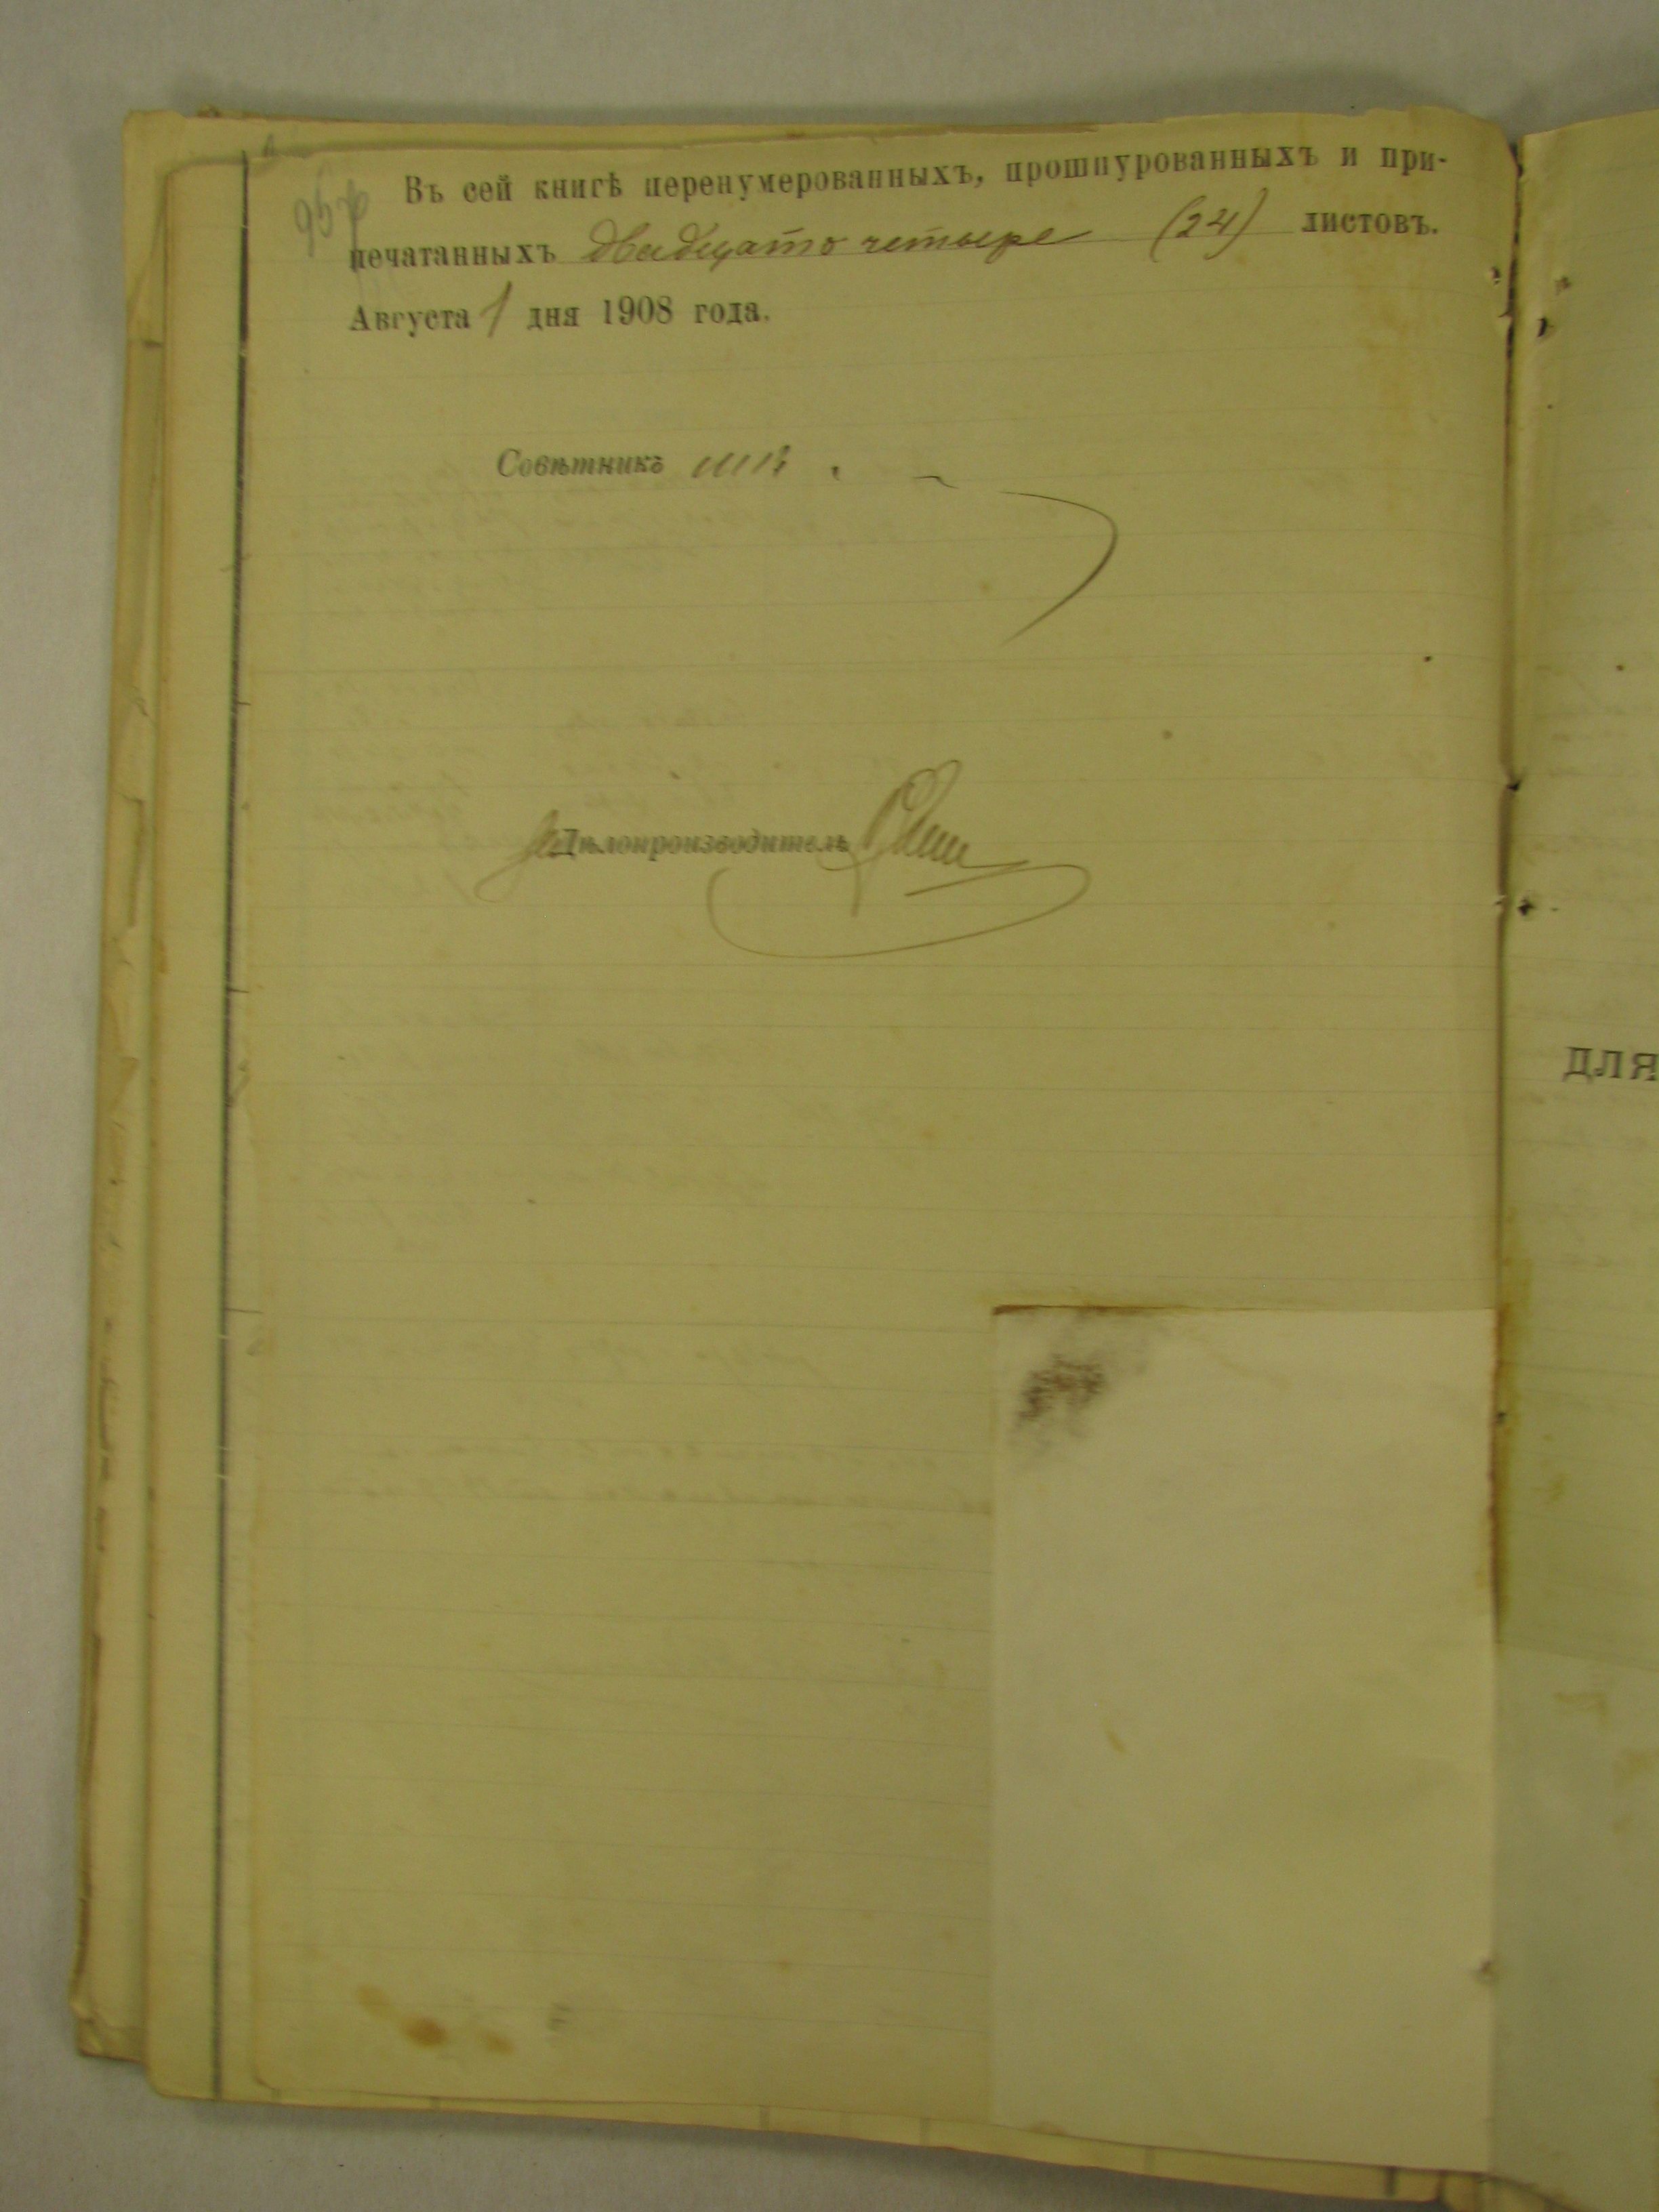 Въ сей книгѣ перенумерованныхъ, прошнурованныхъ и при-
печатанныхъ двадцать четыре (24) листовъ.
Августа 1 дня 1908 года.
Совѣтникъ
Дѣлопроизводитель
для